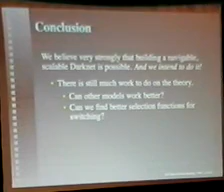 Conclusion
We believe very strongly that building a navigable,
scalable Darknet is possible. And we intend to do it!
• There is still much work to do on the theory.
• Can other models work better?
• Can we find better selection functions for
switching?